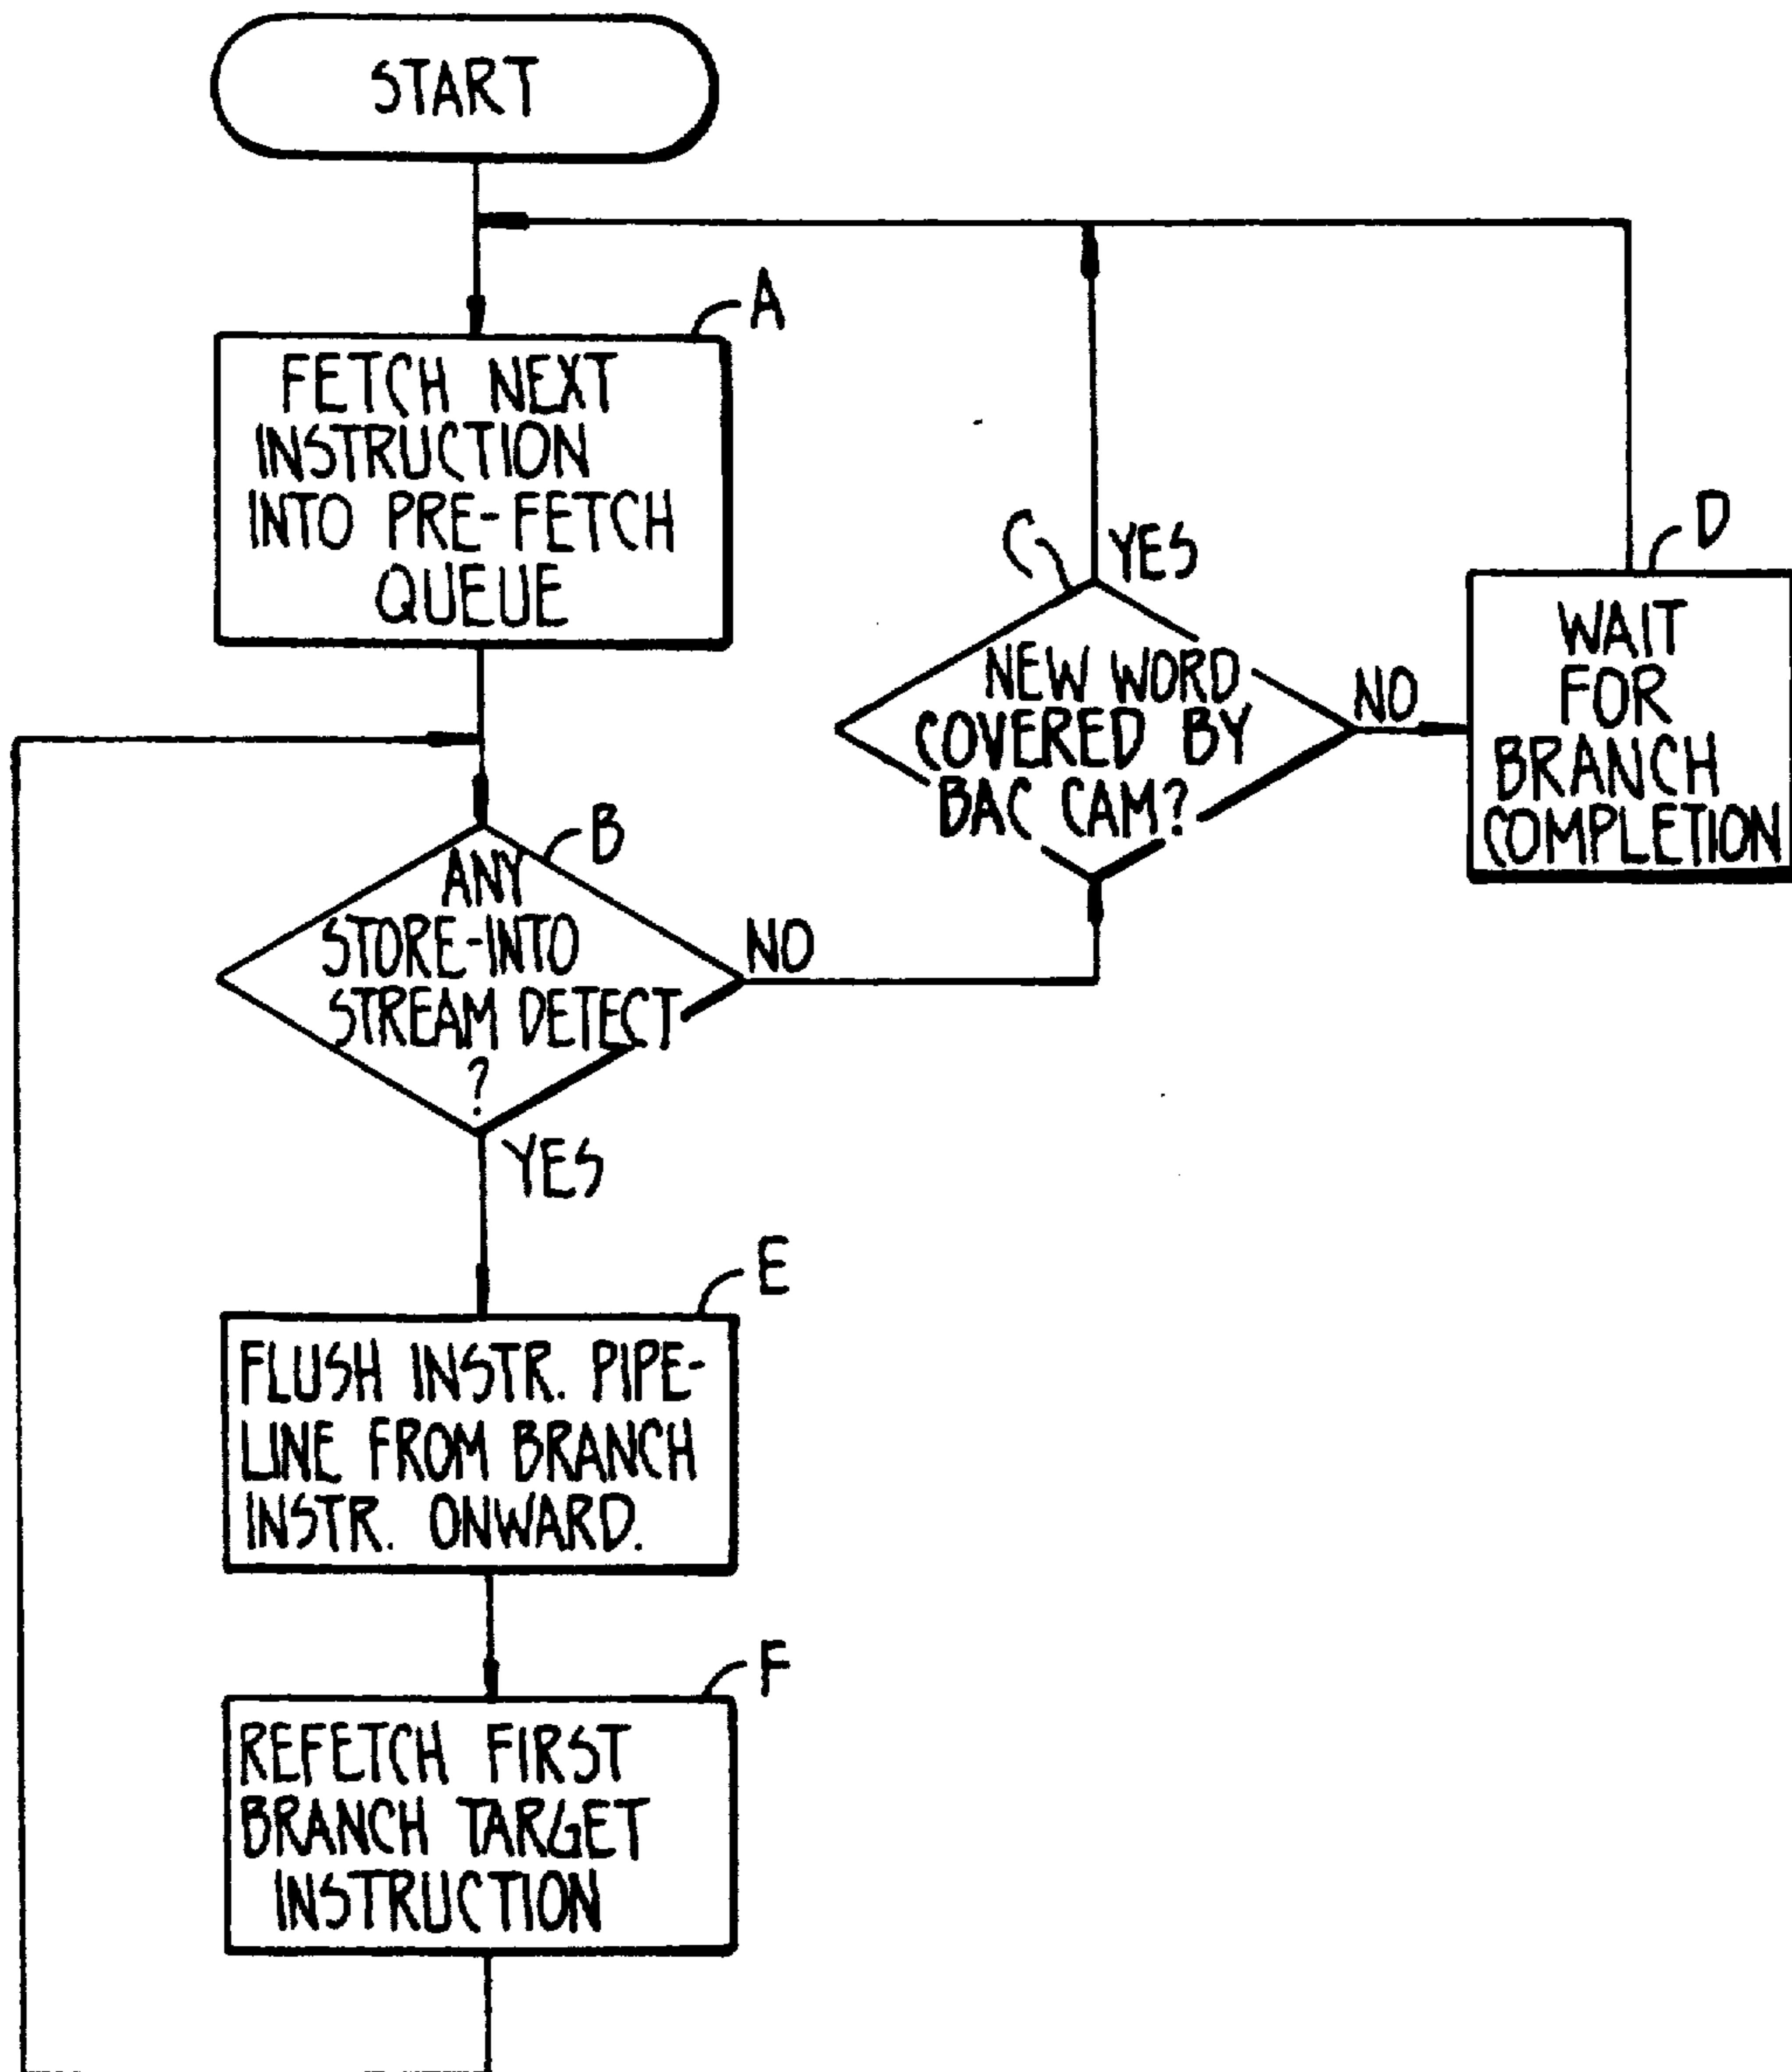 START
A
FETCH NEXT
INSTRUCTION
INTO PRE-FETCH
QUEUE
C
YES
NEW WORD
COVERED BY
BAC CAM?
NO
D
WAIT
FOR
BRANCH
COMPLETION
B
ANY
STORE-INTO
STREAM DETECT
?
NO
YES
E
FLUSH INSTR. PIPE-
LINE FROM BRANCH
INSTR. ONWARD.
F
REFETCH FIRST
BRANCH TARGET
INSTRUCTION